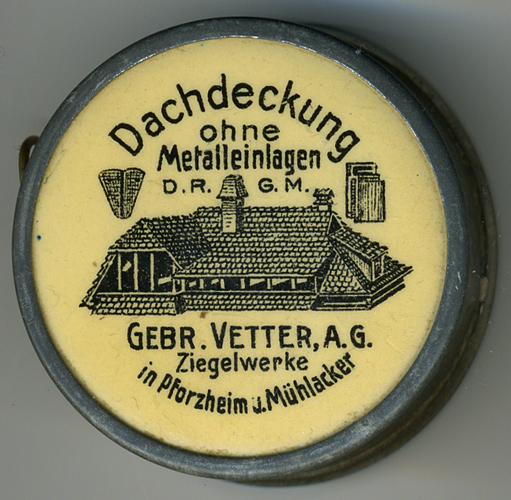 Dachdeckung
ohne
Metalleinlagen
D. R. G. M.
GEBR. VETTER, A.G.
Ziegelwerke
in Pforzheim u. Mühlacker